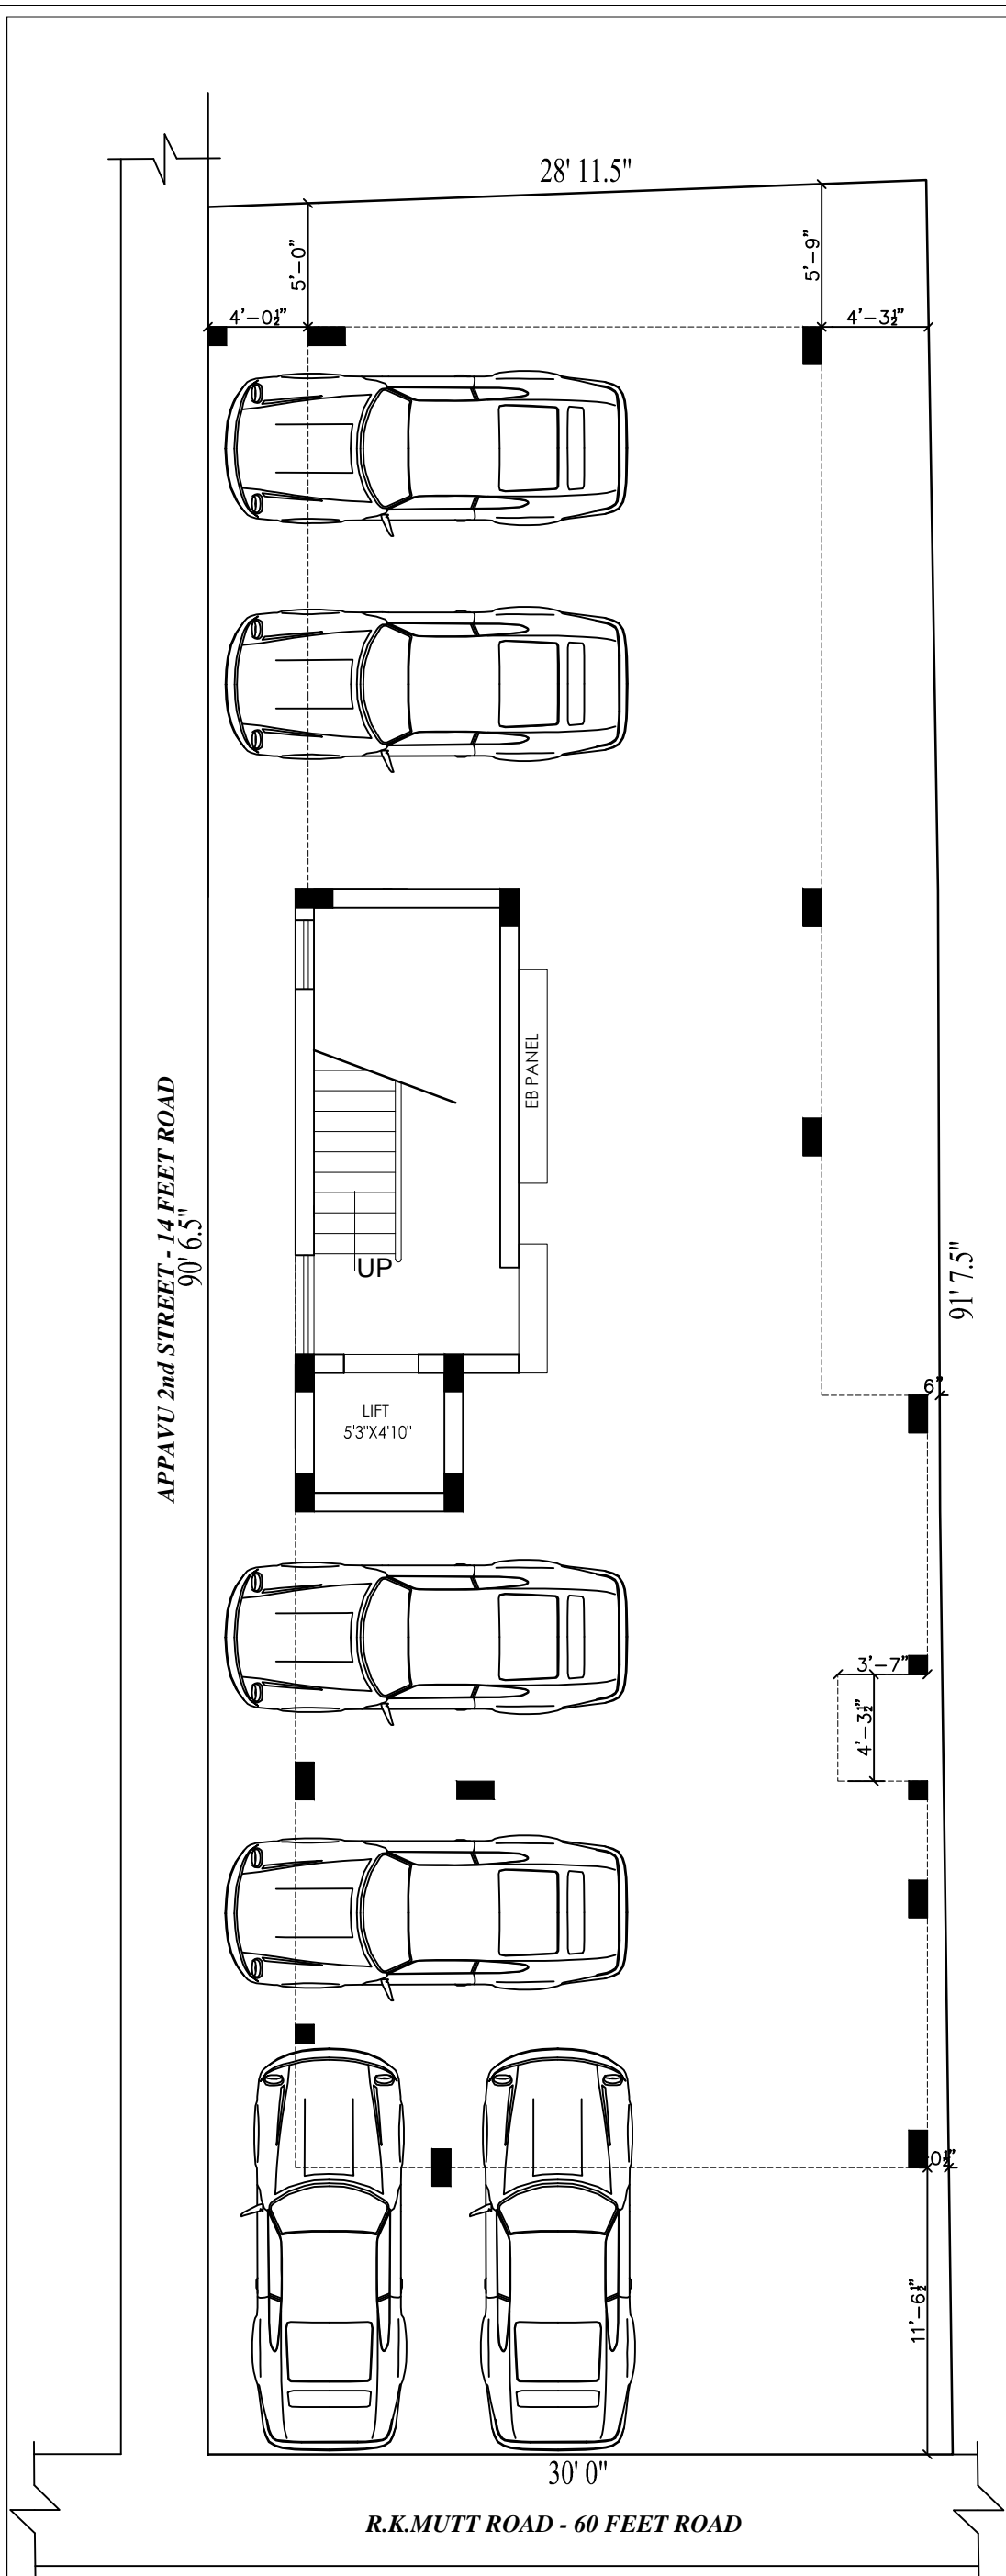 28' 11.5"
5'-0"
5'-9"
4'-0½"
4'-3½"
EB PANEL
APPAVU 2nd STREET - 14 FEET ROAD
90' 6.5"
UP
91' 7.5"
6"
LIFT
5'3"X4'10"
3'-7"
4'-3½"
0½"
11'-6½"
30' 0"
R.K.MUTT ROAD - 60 FEET ROAD